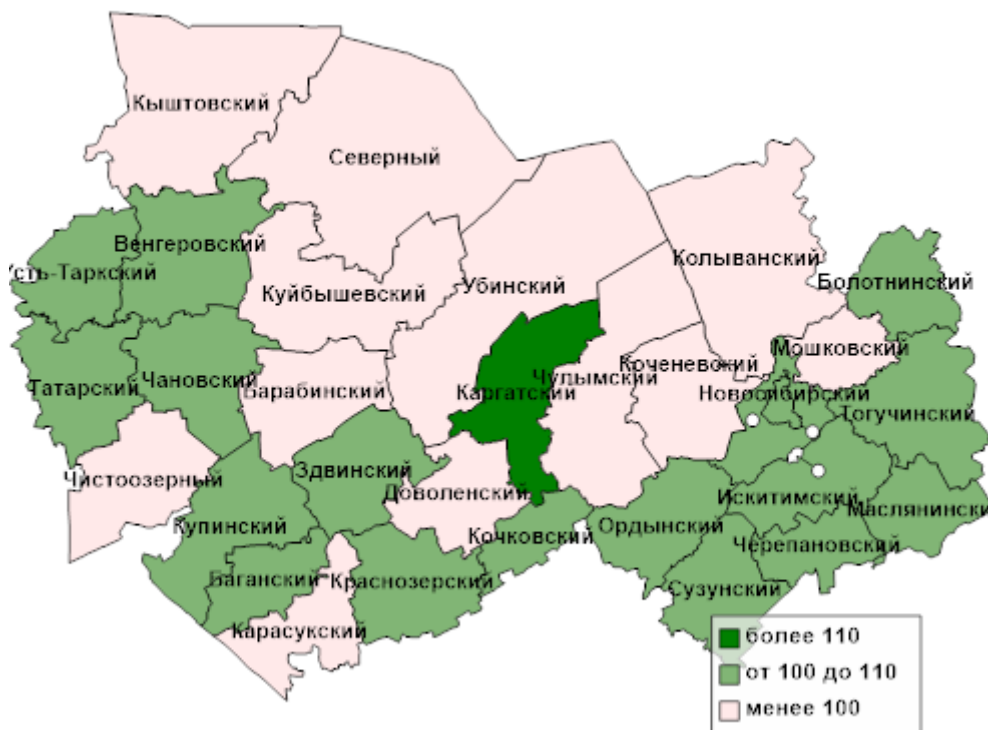 Кыштовский
Северный
Венгеровский
Усть-Таркский
Куйбышевский
Убинский
Колыванский
Болотнинский
Татарский
Чановский
Барабинский
Каргатский
Чулымский
Коченевский
Мошковский
Новосибирский
Тогучинский
Чистоозерный
Здвинский
Доволенский
Искитимский
Маслянински
Купинский
Кочковский
Ордынский
Черепановский
Баганский
Краснозерский
Сузунский
Карасукский
более 110
от 100 до 110
менее 100